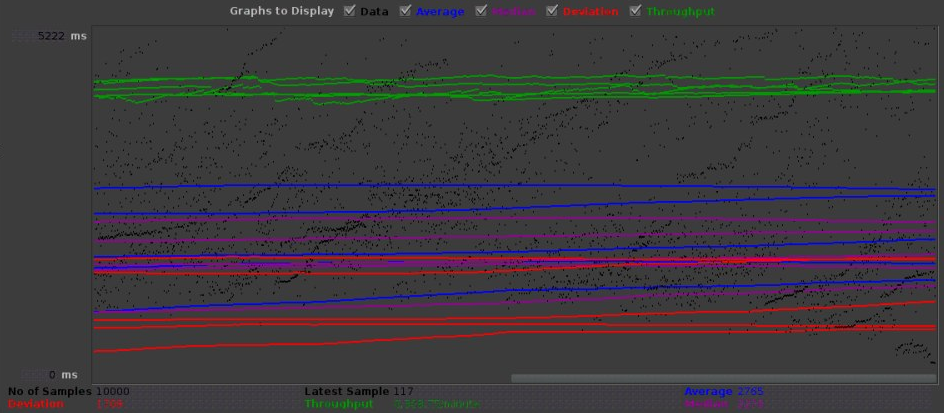 Graphs to Display Data Average Median Deviation Throughput
5222 ms
0 ms
No of Samples 10000 Latest Sample 117 Average 2765
Deviation Throughput Median